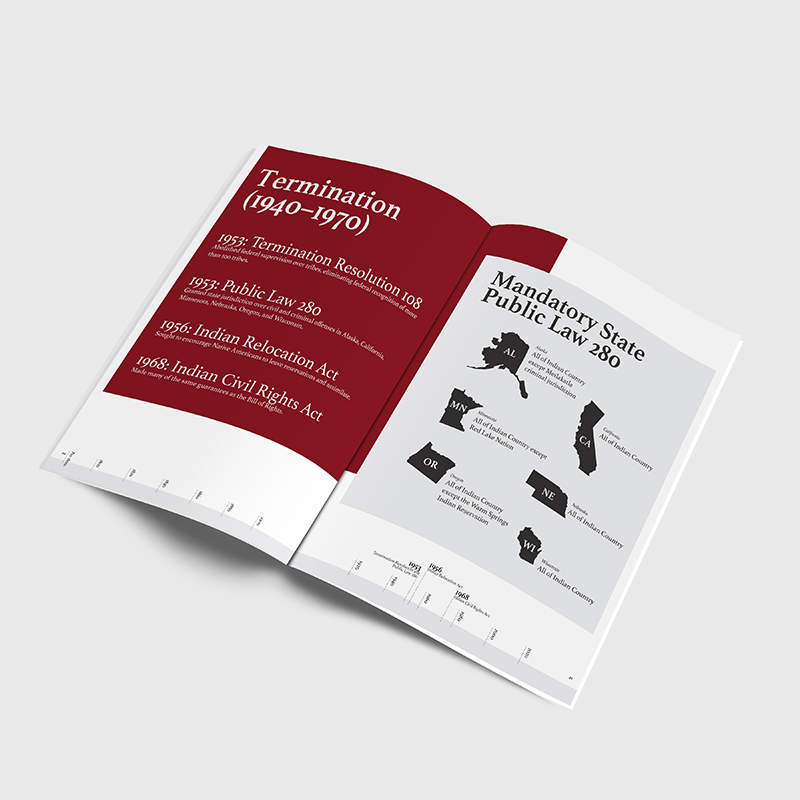 Termination
(1940–1970)
1953: Termination Resolution 108
Abolished federal supervision over tribes, eliminating federal recognition of more
than 100 tribes.
1953: Public Law 280
Granted state jurisdiction over civil and criminal offenses in Alaska, California,
Minnesota, Nebraska, Oregon, and Wisconsin.
1956: Indian Relocation Act
Sought to encourage Native Americans to leave reservations and assimilate.
1968: Indian Civil Rights Act
Made many of the same guarantees as the Bill of Rights.
Mandatory State
Public Law 280
AL
Alaska
All of Indian Country
except Metlakatla
criminal jurisdiction
MN
Minnesota
All of Indian Country except
Red Lake Nation
CA
California
All of Indian Country
OR
Oregon
All of Indian Country
except the Warm Springs
Indian Reservation
NE
Nebraska
All of Indian Country
WI
Wisconsin
All of Indian Country
1953
Termination Resolution 108
Public Law 280
1956
Indian Relocation Act
1968
Indian Civil Rights Act